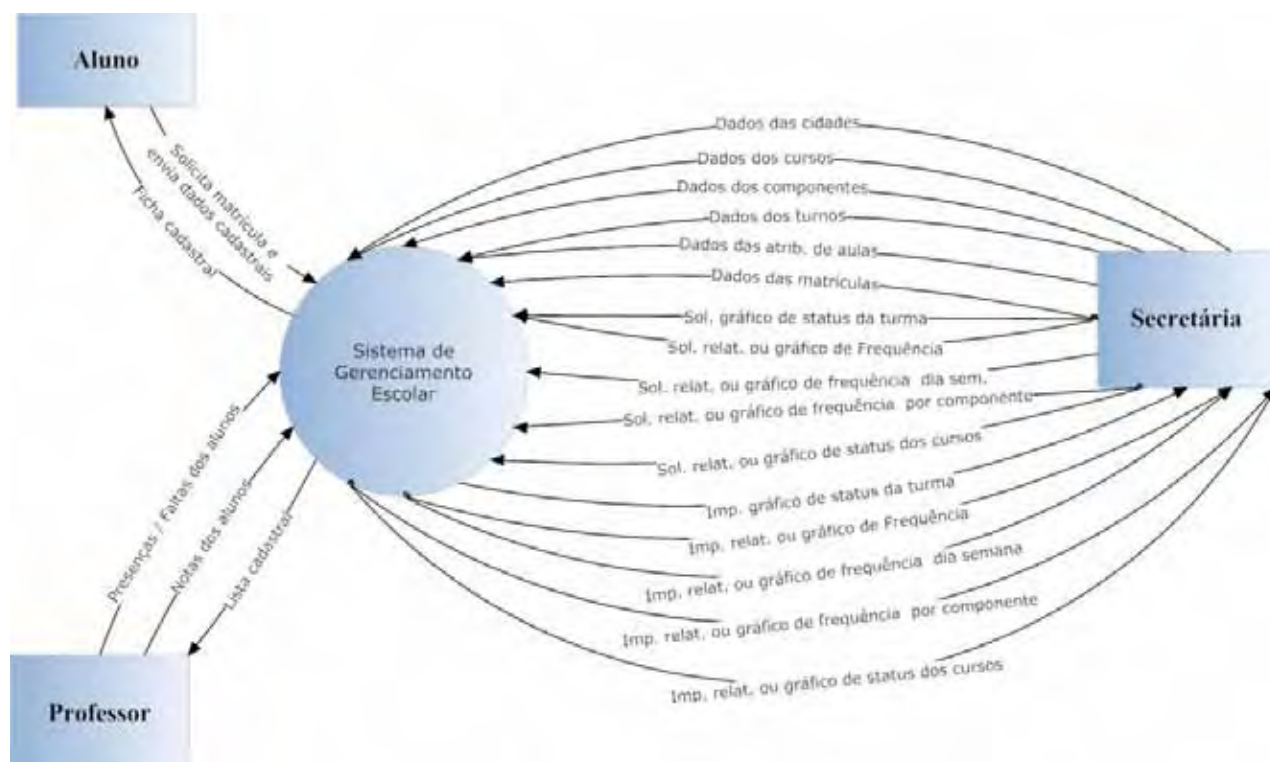 Aluno
Solicita matrícula e
envia dados cadastrais
Ficha cadastral
Dados das cidades
Dados dos cursos
Dados dos componentes
Dados dos turnos
Dados das atrib. de aulas
Dados das matrículas
Sol. gráfico de status da turma
Sol. relat. ou gráfico de Frequência
Sol. relat. ou gráfico de frequência dia sem.
Sol. relat. ou gráfico de frequência por componente
Sol. relat. ou gráfico de status dos cursos
Secretária
Sistema de
Gerenciamento
Escolar
Imp. gráfico de status da turma
Imp. relat. ou gráfico de Frequência
Imp. relat. ou gráfico de frequência dia semana
Imp. relat. ou gráfico de frequência por componente
Imp. relat. ou gráfico de status dos cursos
Presenças / Faltas dos alunos
Notas dos alunos
Lista cadastral
Professor